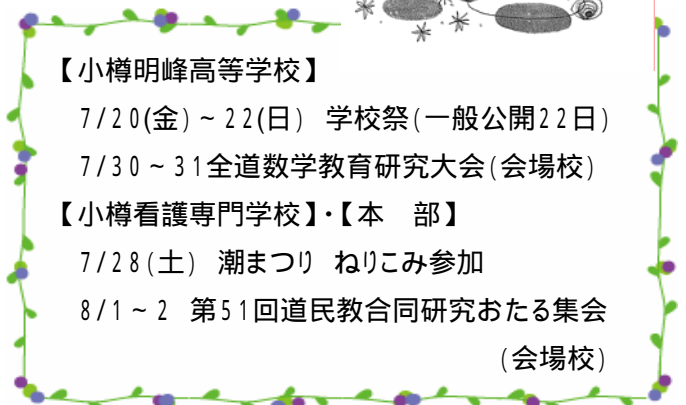 【小樽明峰高等学校】
7/20(金)~22(日) 学校祭(一般公開22日)
7/30~31全道数学教育研究大会(会場校)
【小樽看護専門学校】・【本　部】
7/28(土) 潮まつり ねりこみ参加
8/1~2 第51回道民教合同研究おたる集会
(会場校)